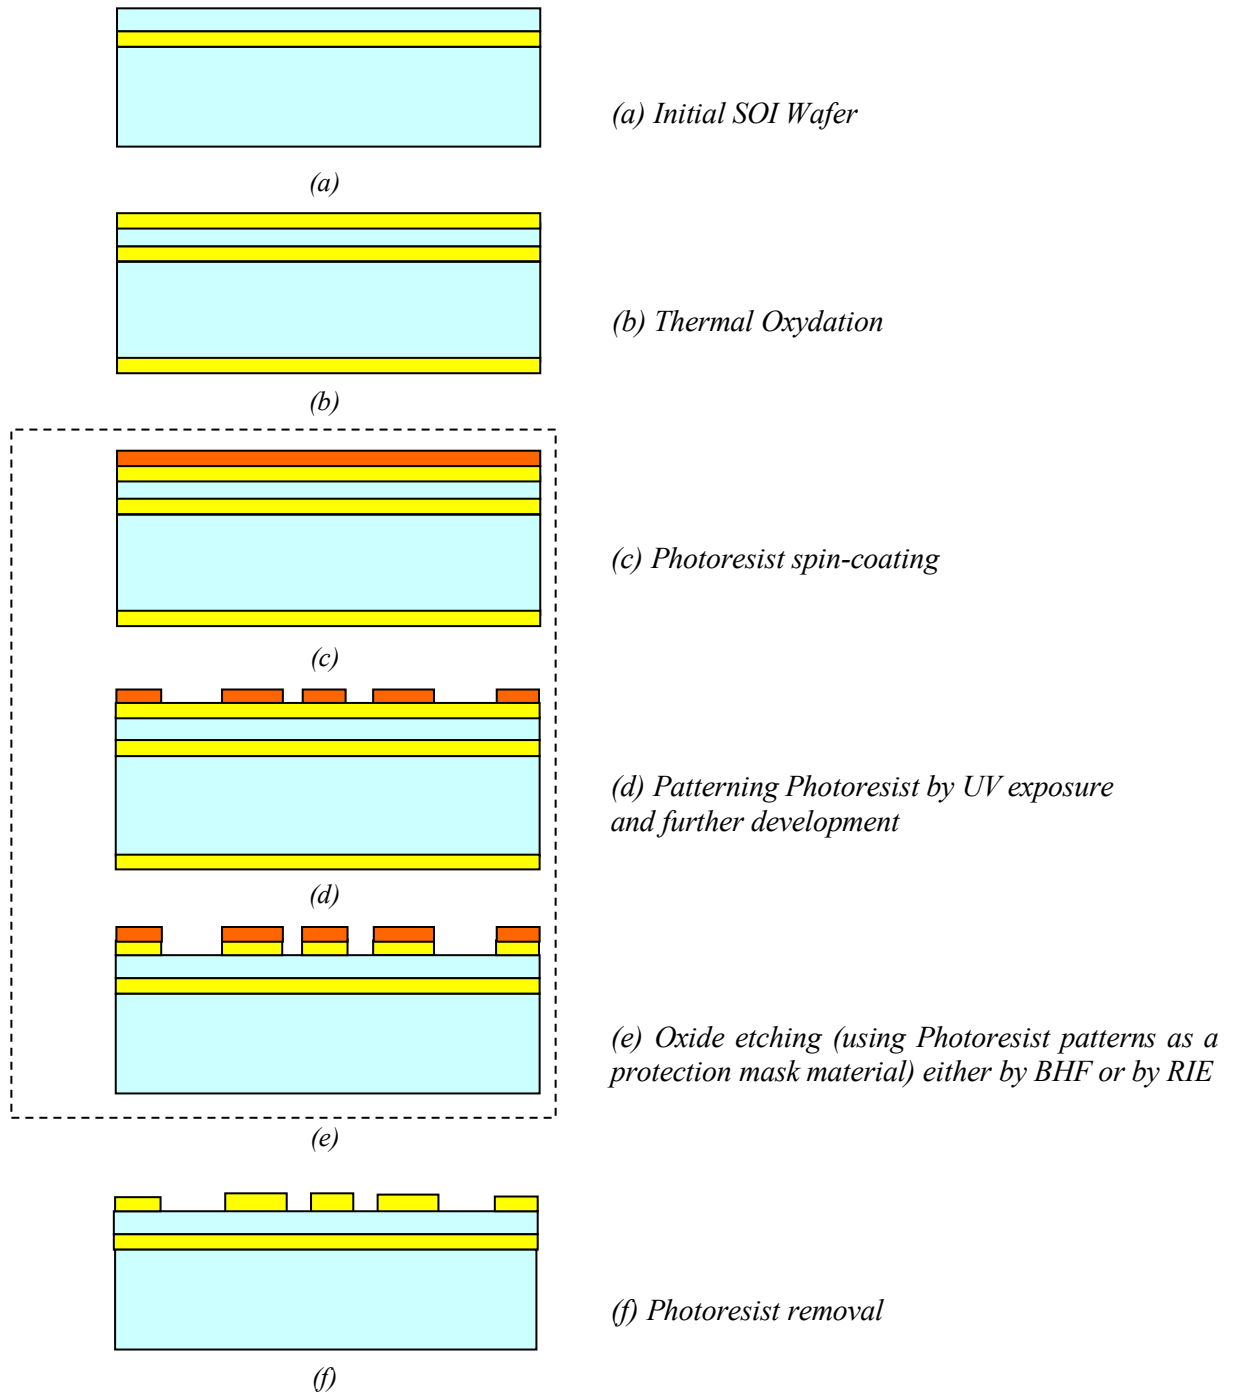 (a) Initial SOI Wafer
(a)
(b) Thermal Oxydation
(b)
(c) Photoresist spin-coating
(c)
(d) Patterning Photoresist by UV exposure
and further development
(d)
(e) Oxide etching (using Photoresist patterns as a
protection mask material) either by BHF or by RIE
(e)
(f) Photoresist removal
(f)